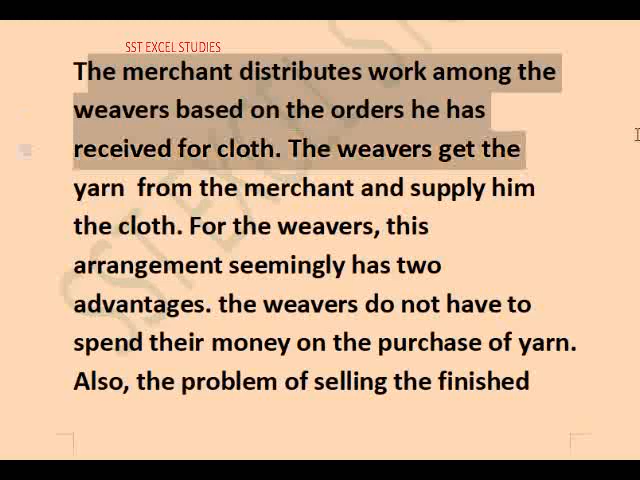 SST EXCEL STUDIES
The merchant distributes work among the
weavers based on the orders he has
received for cloth. The weavers get the
yarn  from the merchant and supply him
the cloth. For the weavers, this
arrangement seemingly has two
advantages. the weavers do not have to
spend their money on the purchase of yarn.
Also, the problem of selling the finished
SST EXCEL STUDIES